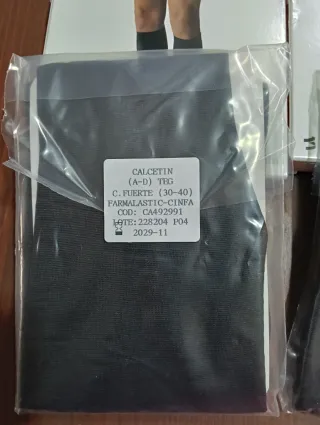 CALCETIN
(A-D) TEG
C.FUERTE (30-40)
FARMALASTIC-CINFA
COD: CA492991
LOTE:228204 P04
2029-11